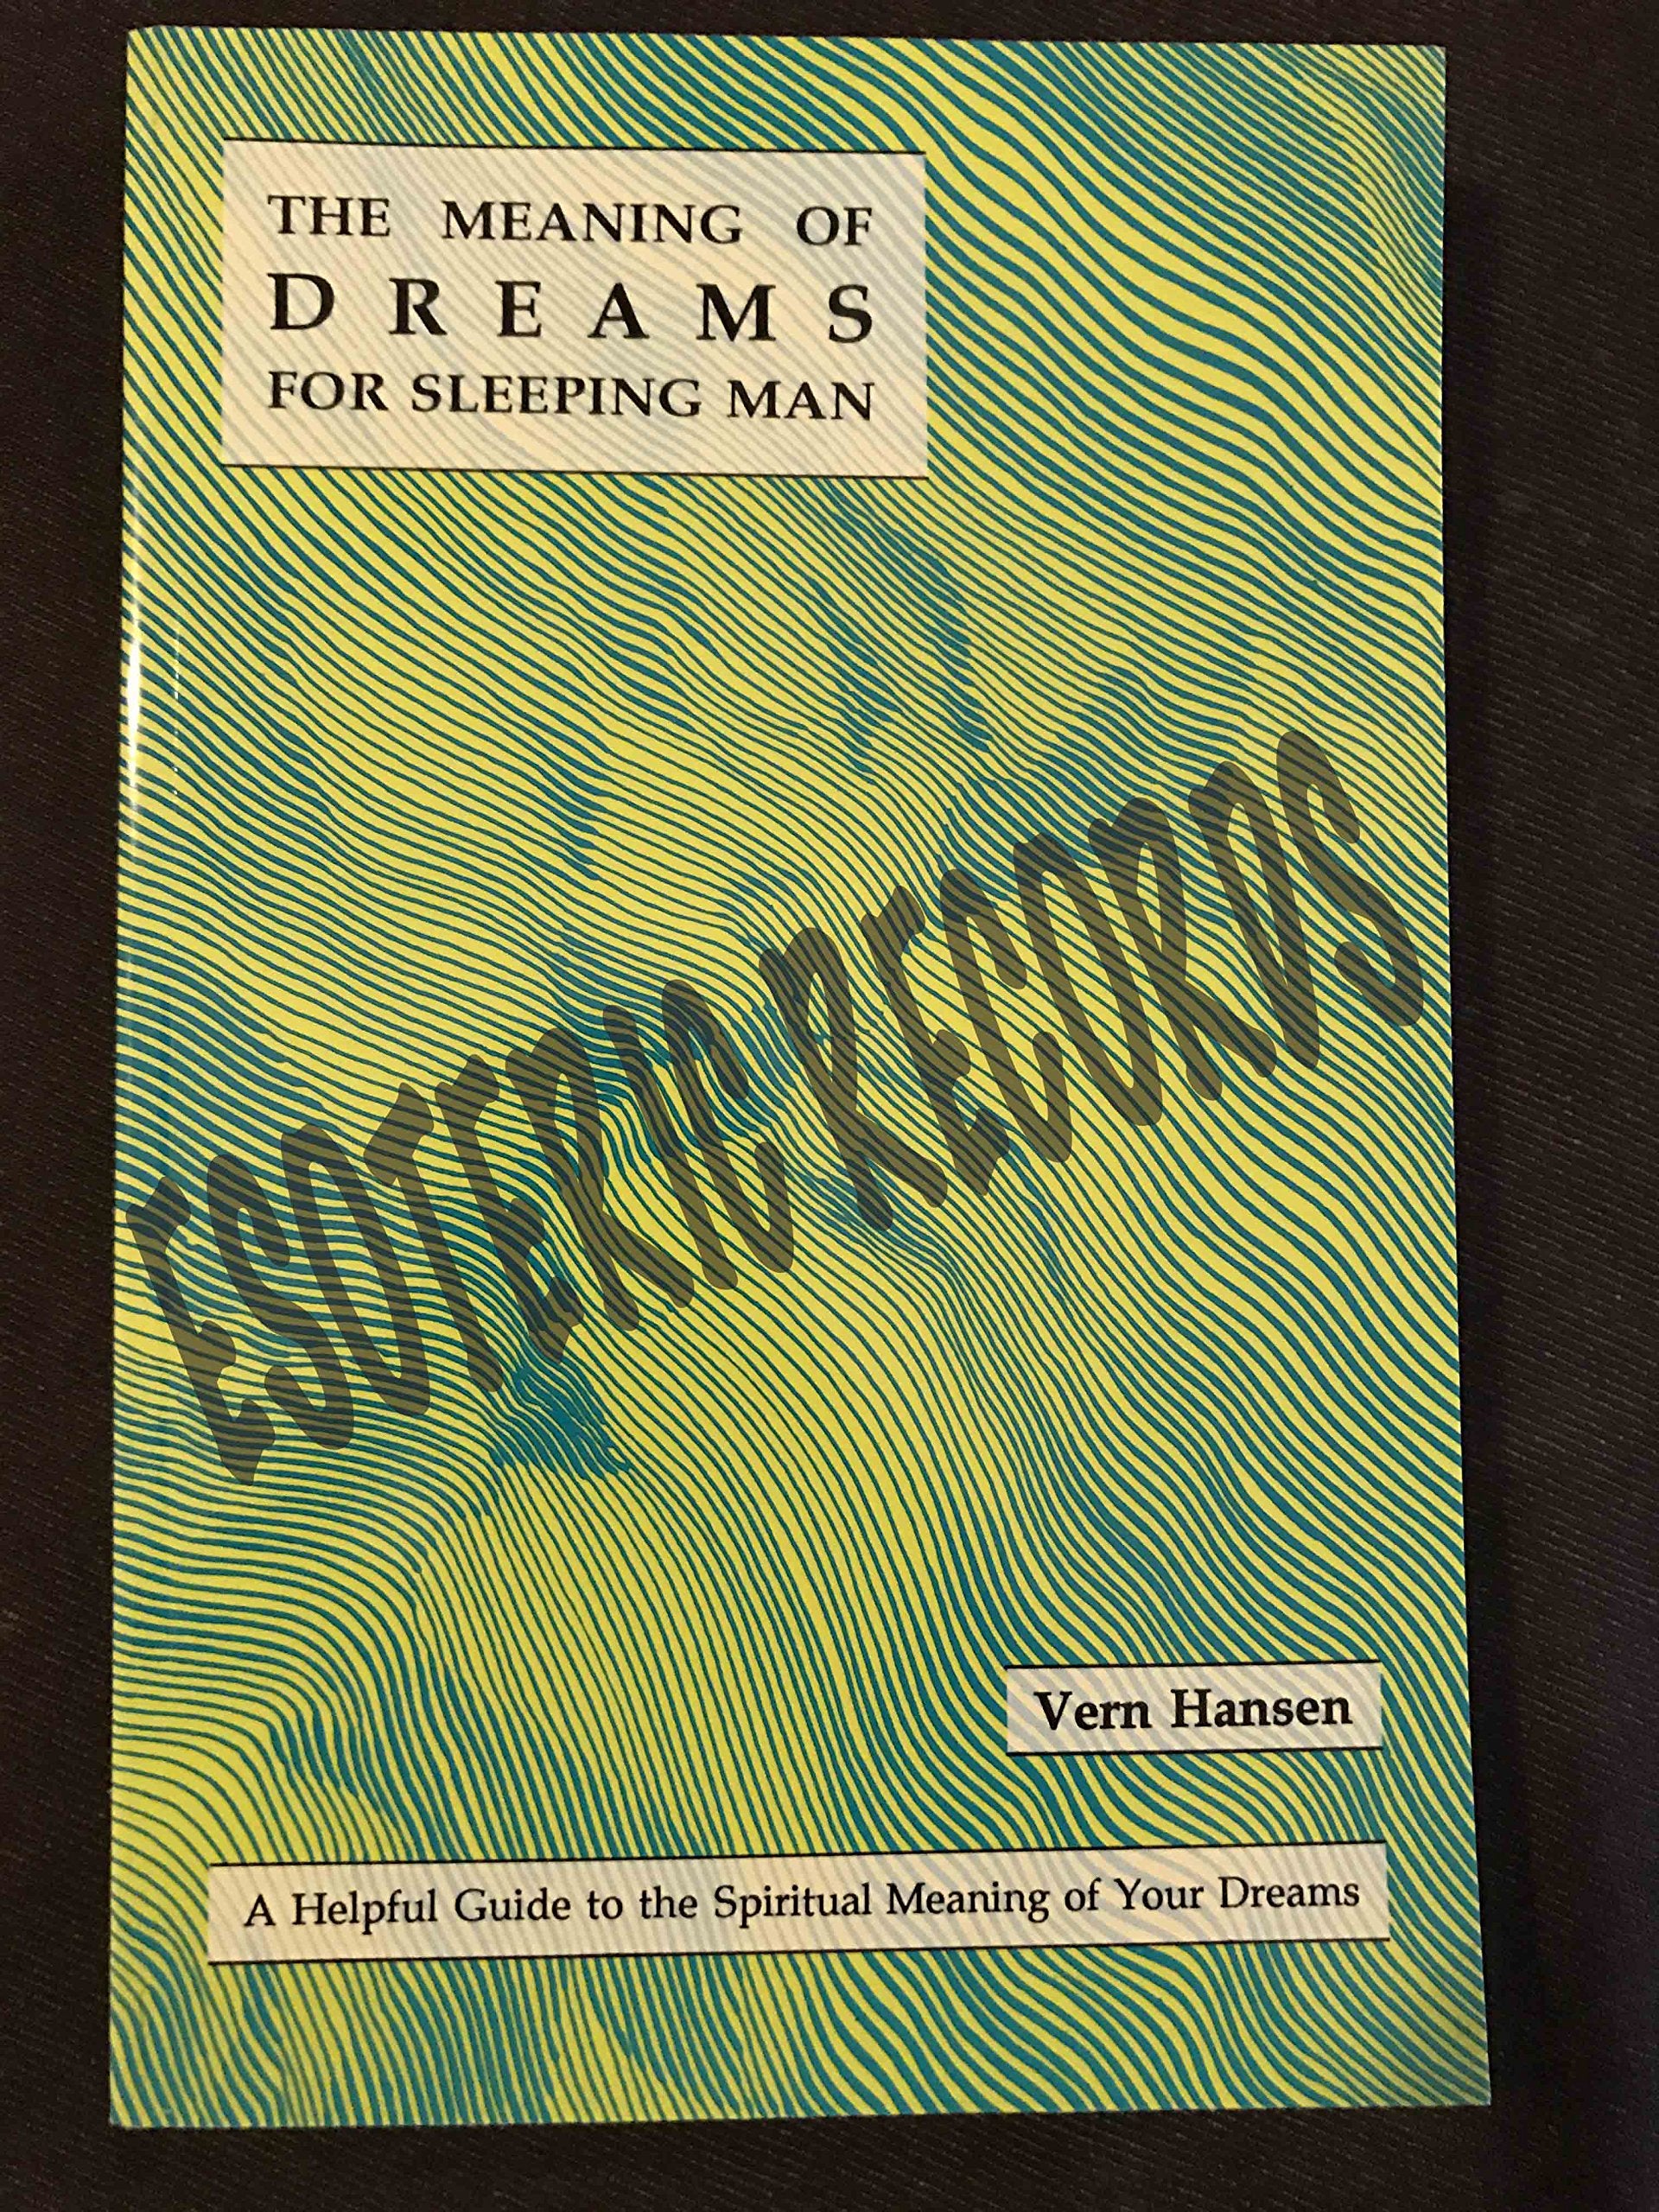 THE MEANING OF
DREAMS
FOR SLEEPING MAN
ESOTERIC RECORDS
Vern Hansen
A Helpful Guide to the Spiritual Meaning of Your Dreams